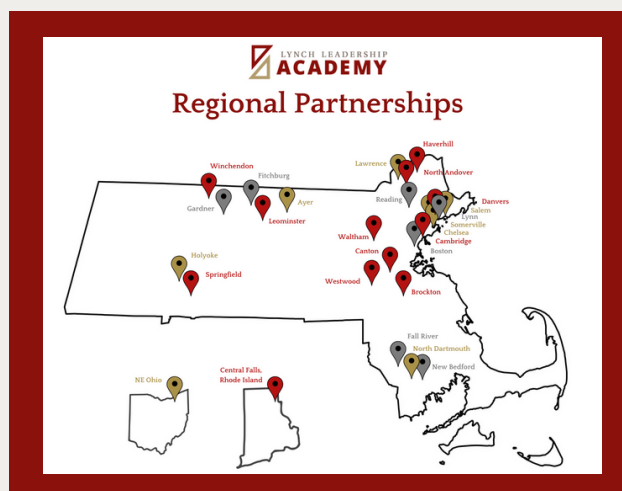 LYNCH LEADERSHIP
ACADEMY
Regional Partnerships
Haverhill
Lawrence
North Andover
Winchendon
Fitchburg
Reading
Gardner
Ayer
Danvers
Salem
Lynn
Leominster
Somerville
Chelsea
Waltham
Cambridge
Boston
Canton
Holyoke
Springfield
Westwood
Brockton
Fall River
North Dartmouth
New Bedford
NE Ohio
Central Falls,
Rhode Island